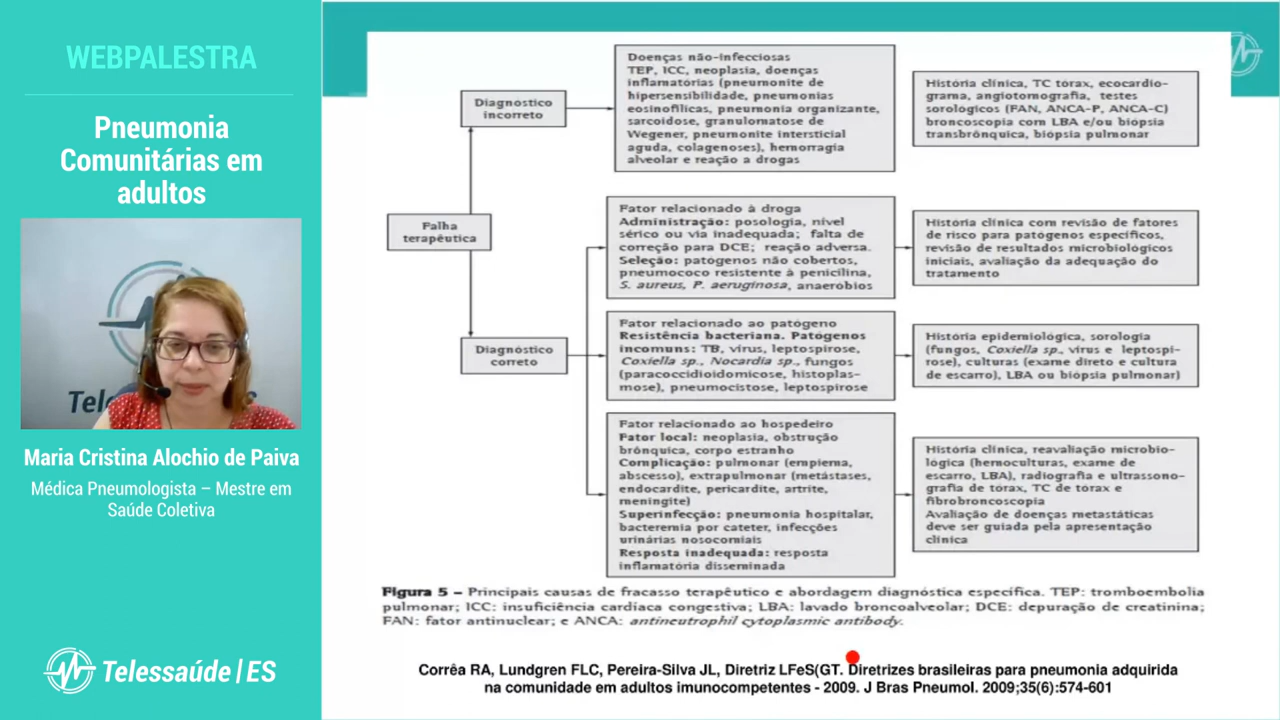 WEBPALESTRA
Pneumonia
Comunitárias em
adultos
Maria Cristina Alochio de Paiva
Médica Pneumologista – Mestre em
Saúde Coletiva
Telessaúde|ES
Falha
terapêutica
Diagnóstico
incorreto
Doenças não-infecciosas
TEP, ICC, neoplasia, doenças
inflamatórias (pneumonite de
hipersensibilidade, pneumonias
eosinofílicas, pneumonia organizante,
sarcoidose, granulomatose de
Wegener, pneumonite intersticial
aguda, colagenoses), hemorragia
alveolar e reação a drogas
História clínica, TC tórax, ecocardio-
grama, angiotomografia, testes
sorológicos (FAN, ANCA-P, ANCA-C)
broncoscopia com LBA e/ou biópsia
transbrônquica, biópsia pulmonar
Diagnóstico
correto
Fator relacionado à droga
Administração: posologia, nível
sérico ou via inadequada; falta de
correção para DCE; reação adversa.
Seleção: patógenos não cobertos,
pneumococo resistente à penicilina,
S. aureus, P. aeruginosa, anaeróbios
História clínica com revisão de fatores
de risco para patógenos específicos,
revisão de resultados microbiológicos
iniciais, avaliação da adequação do
tratamento
Fator relacionado ao patógeno
Resistência bacteriana. Patógenos
incomuns: TB, vírus, leptospirose,
Coxiella sp., Nocardia sp., fungos
(paracoccidioidomicose, histoplas-
mose), pneumocistose, leptospirose
História epidemiológica, sorologia
(fungos, Coxiella sp., vírus e leptospi-
rose), culturas (exame direto e cultura
de escarro), LBA ou biópsia pulmonar)
Fator relacionado ao hospedeiro
Fator local: neoplasia, obstrução
brônquica, corpo estranho
Complicação: pulmonar (empiema,
abscesso), extrapulmonar (metástases,
endocardite, pericardite, artrite,
meningite)
Superinfecção: pneumonia hospitalar,
bacteremia por cateter, infecções
urinárias nosocomiais
Resposta inadequada: resposta
inflamatória disseminada
História clínica, reavaliação microbio-
lógica (hemoculturas, exame de
escarro, LBA), radiografia e ultrassono-
grafia de tórax, TC de tórax e
fibrobroncoscopia
Avaliação de doenças metastáticas
deve ser guiada pela apresentação
clínica
Figura 5 – Principais causas de fracasso terapêutico e abordagem diagnóstica específica. TEP: tromboembolia
pulmonar; ICC: insuficiência cardíaca congestiva; LBA: lavado broncoalveolar; DCE: depuração de creatinina;
FAN: fator antinuclear; e ANCA: antineutrophil cytoplasmic antibody.
Corrêa RA, Lundgren FLC, Pereira-Silva JL, Diretriz LFeS(GT. Diretrizes brasileiras para pneumonia adquirida
na comunidade em adultos imunocompetentes - 2009. J Bras Pneumol. 2009;35(6):574-601